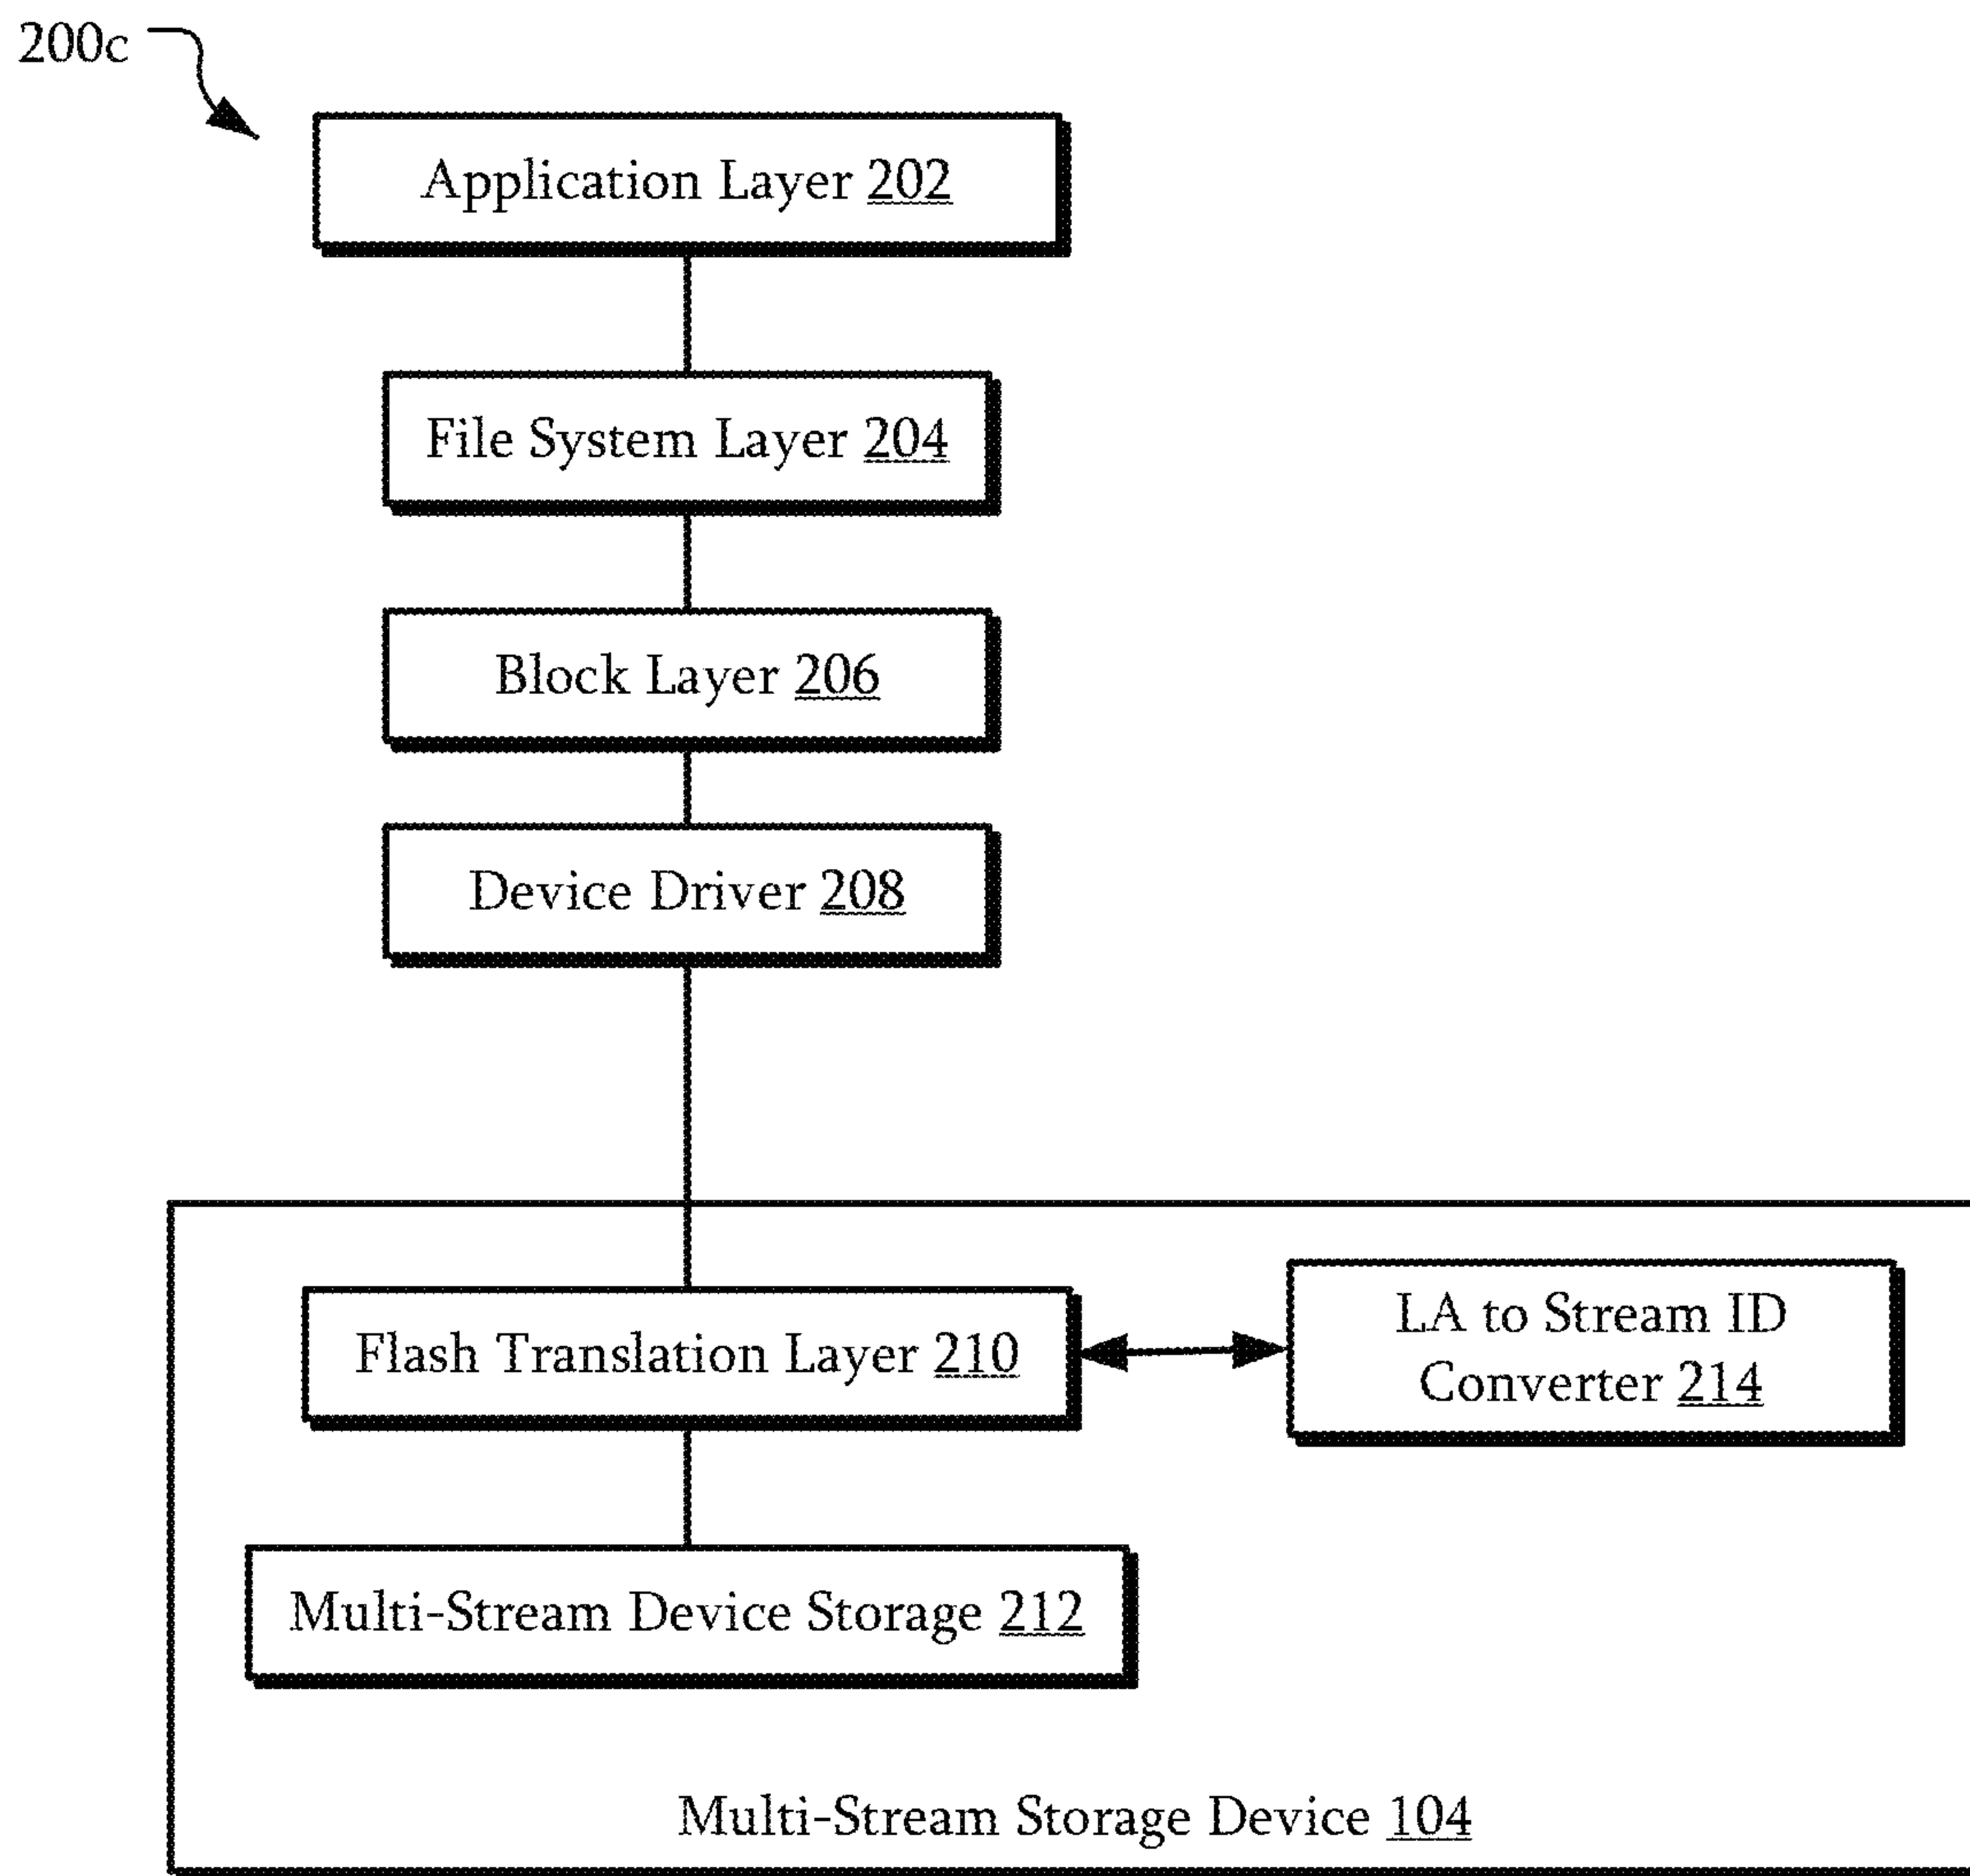 200c
Application Layer 202
File System Layer 204
Block Layer 206
Device Driver 208
Flash Translation Layer 210
LA to Stream ID
Converter 214
Multi-Stream Device Storage 212
Multi-Stream Storage Device 104